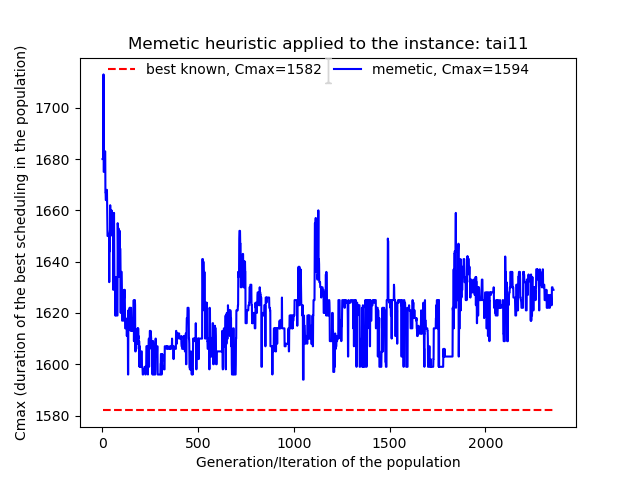 Memetic heuristic applied to the instance: tai11
best known, Cmax=1582
memetic, Cmax=1594
Cmax (duration of the best scheduling in the population)
1700
1680
1660
1640
1620
1600
1580
0 500 1000 1500 2000
Generation/Iteration of the population